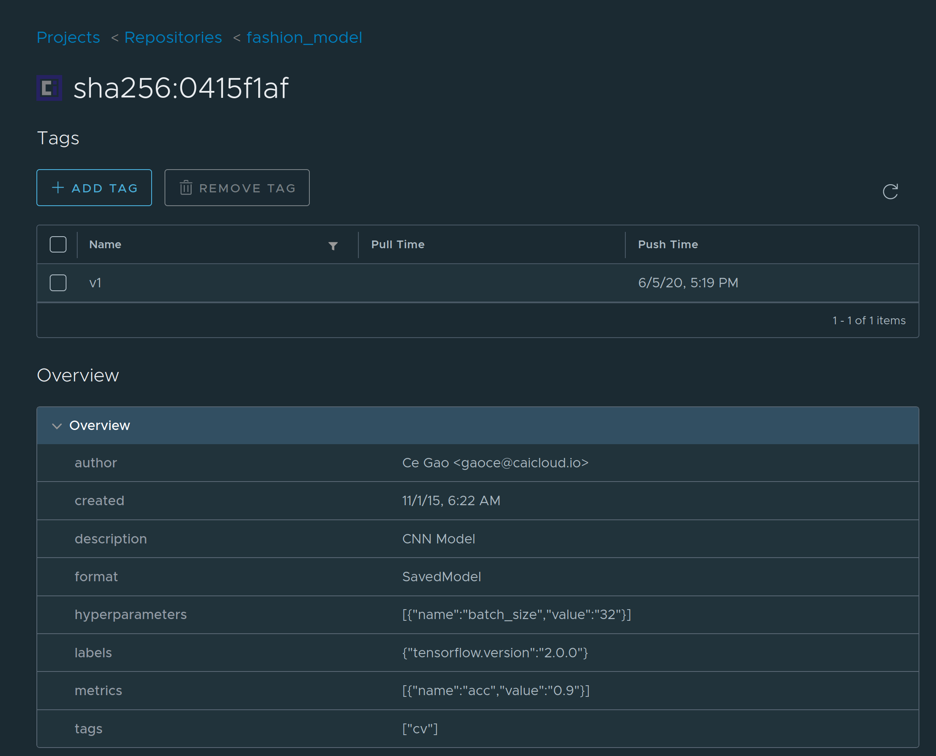 Projects < Repositories < fashion_model
sha256:0415f1af
Tags
+ ADD TAG REMOVE TAG
Name Pull Time Push Time
v1 6/5/20, 5:19 PM
1 - 1 of 1 items
Overview
Overview
author Ce Gao <gaoce@caicloud.io>
created 11/1/15, 6:22 AM
description CNN Model
format SavedModel
hyperparameters [{"name":"batch_size","value":"32"}]
labels {"tensorflow.version":"2.0.0"}
metrics [{"name":"acc","value":"0.9"}]
tags ["cv"]